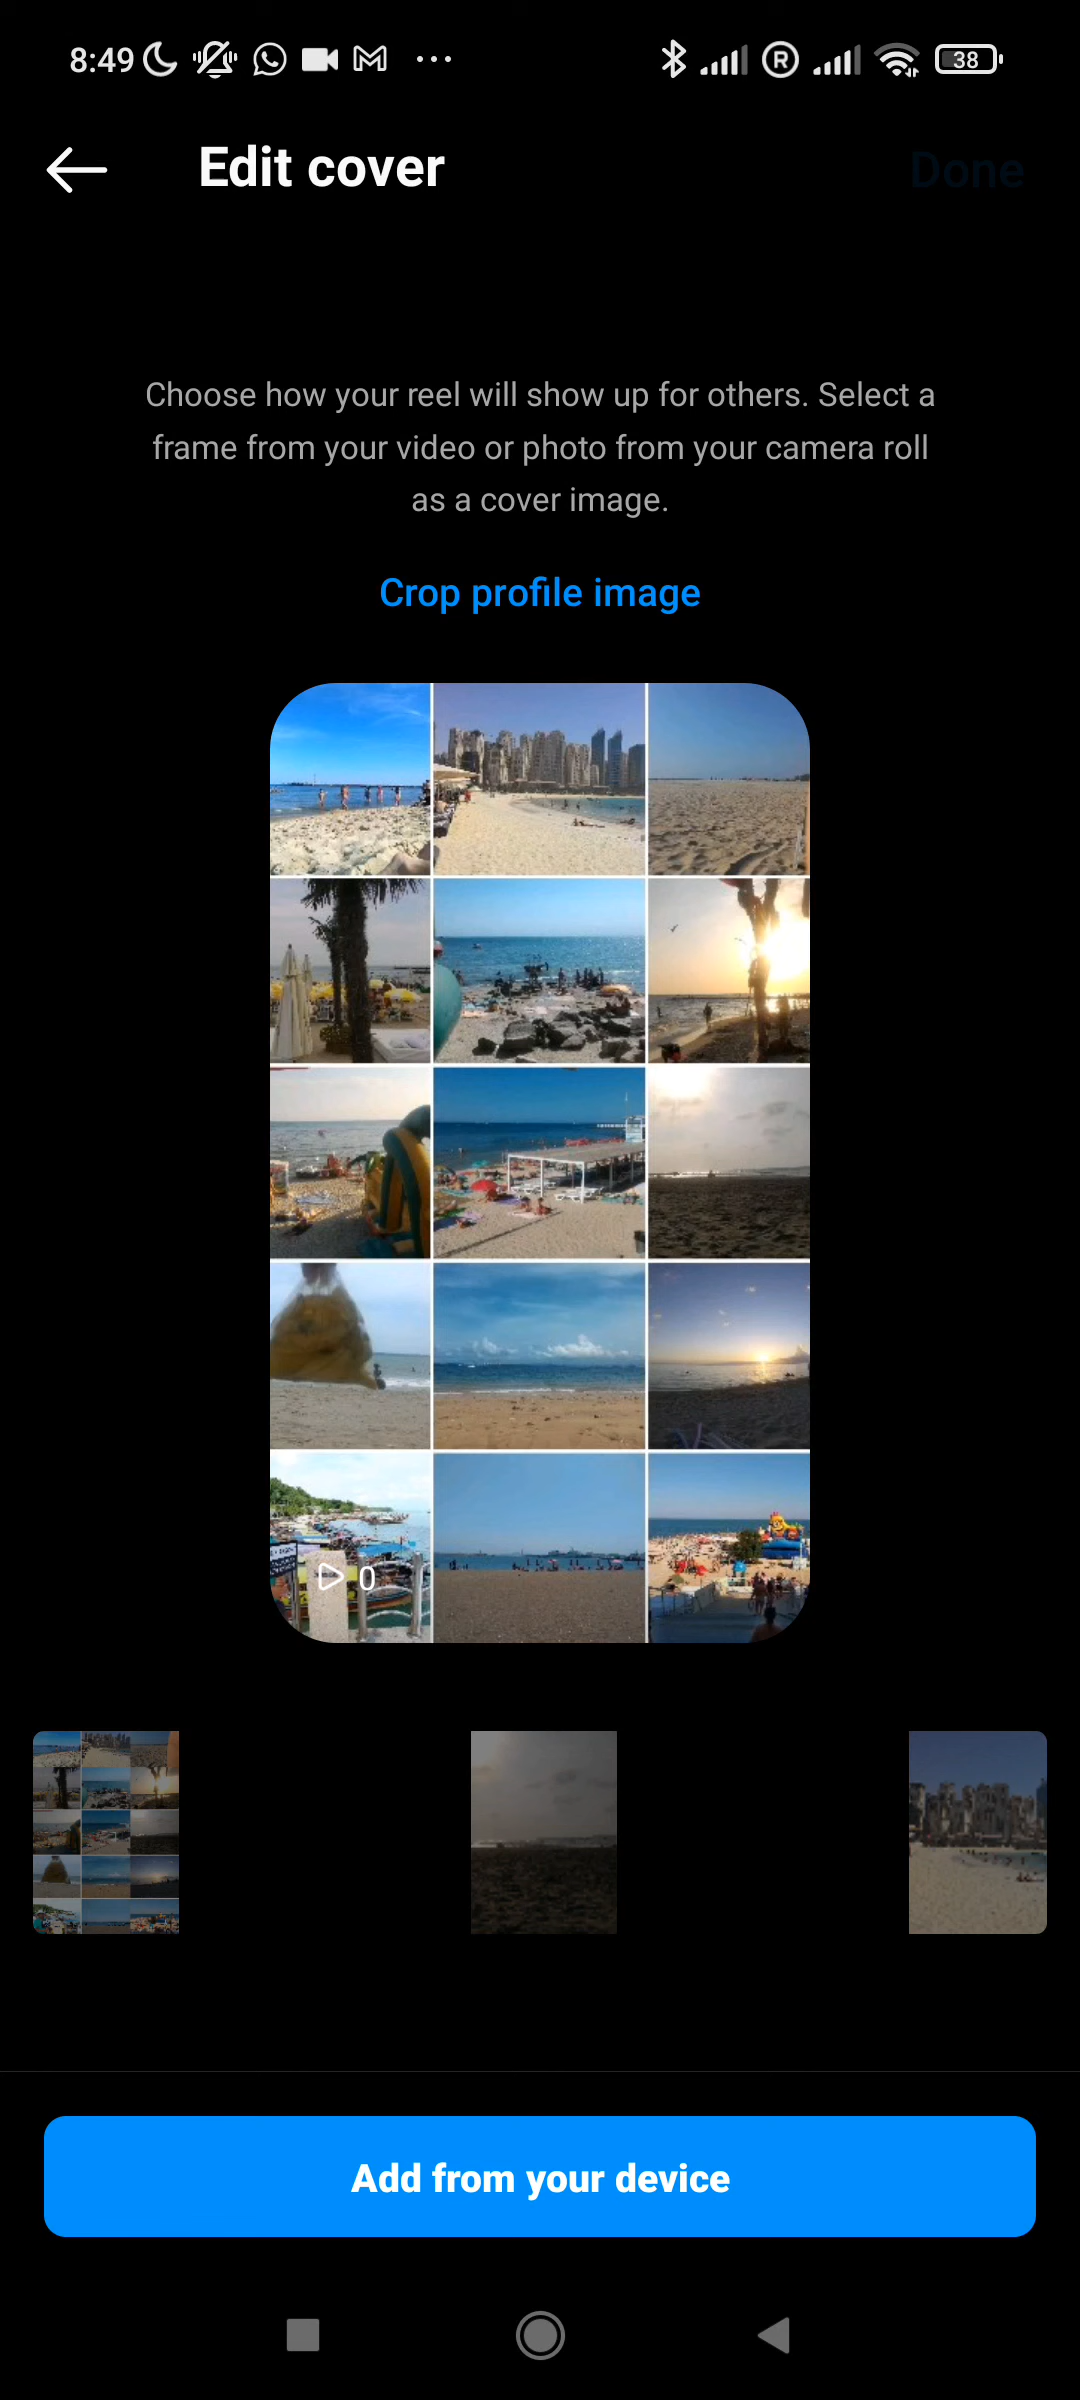 8:49
38
Edit cover
Done
Choose how your reel will show up for others. Select a
frame from your video or photo from your camera roll
as a cover image.
Crop profile image
0
Add from your device